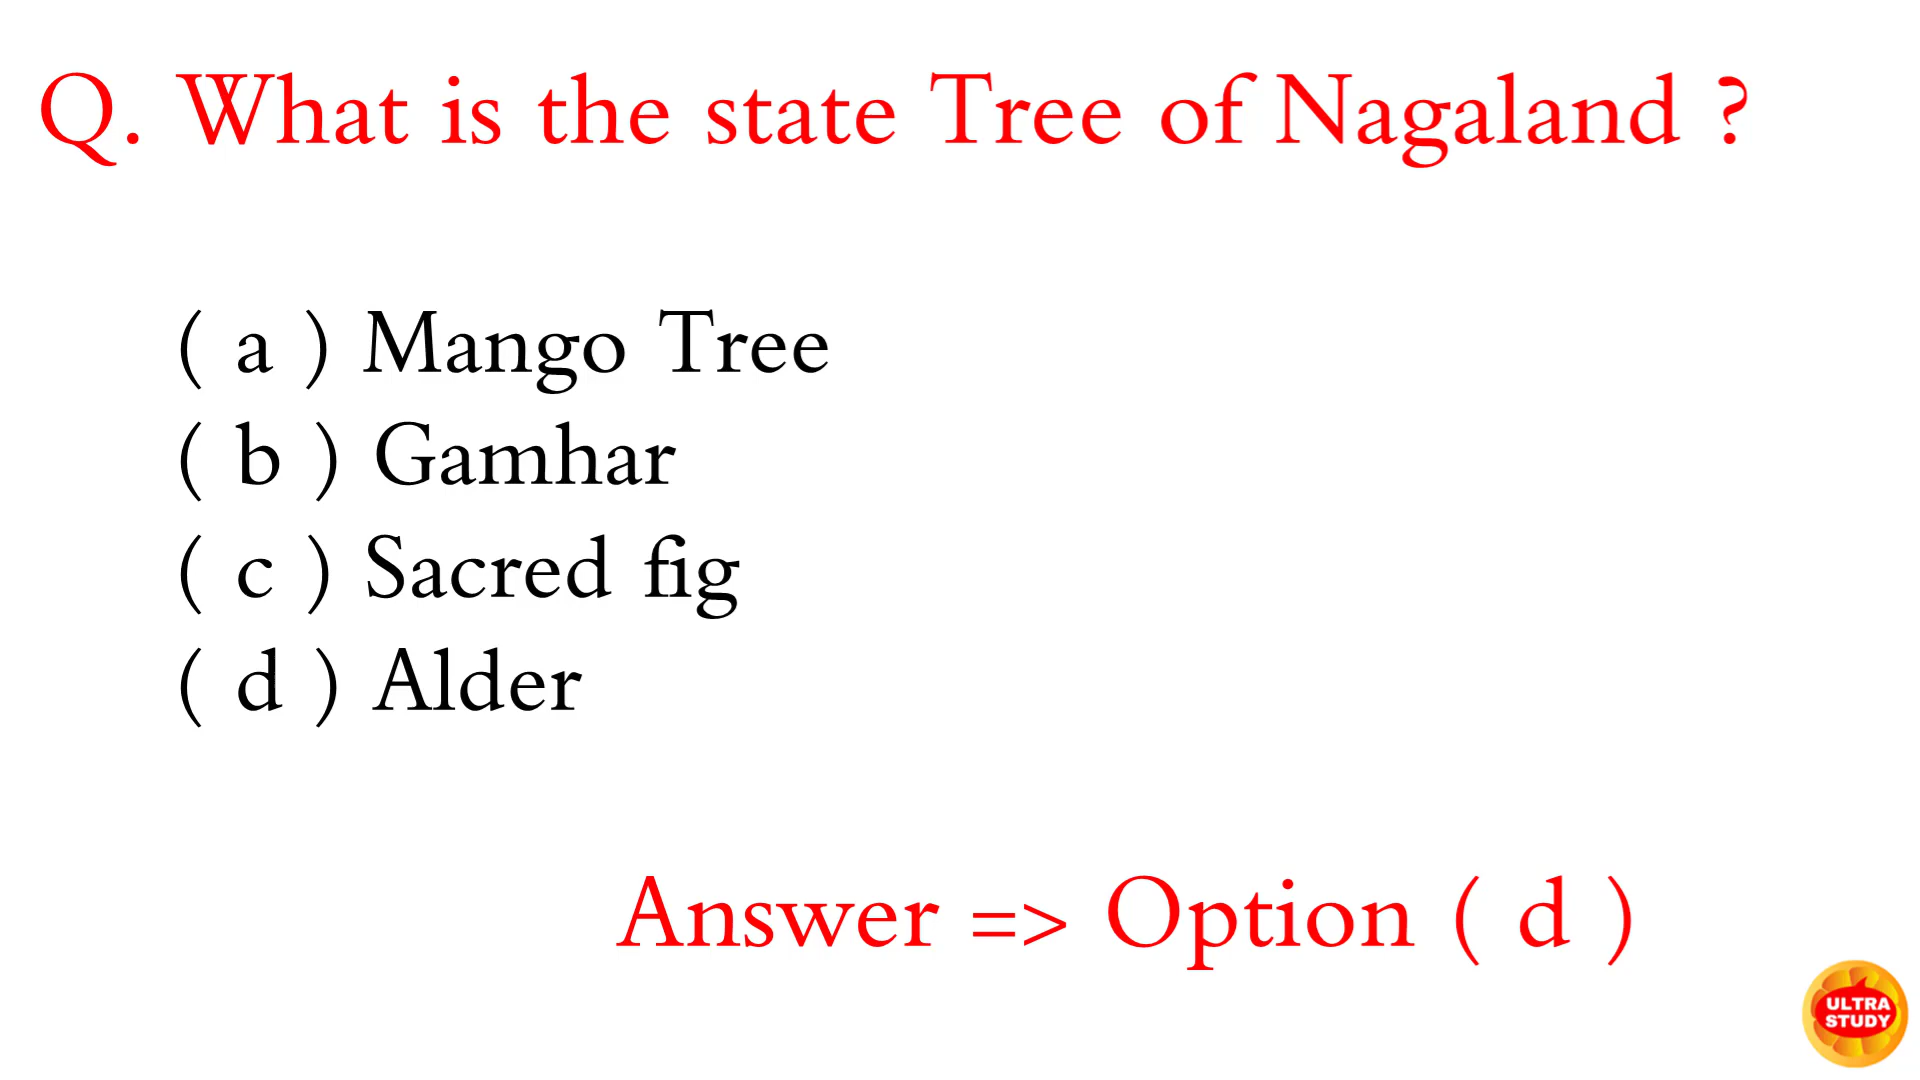 Q. What is the state Tree of Nagaland ?
( a ) Mango Tree
( b ) Gamhar
( c ) Sacred fig
( d ) Alder
Answer => Option ( d )
ULTRA
STUDY